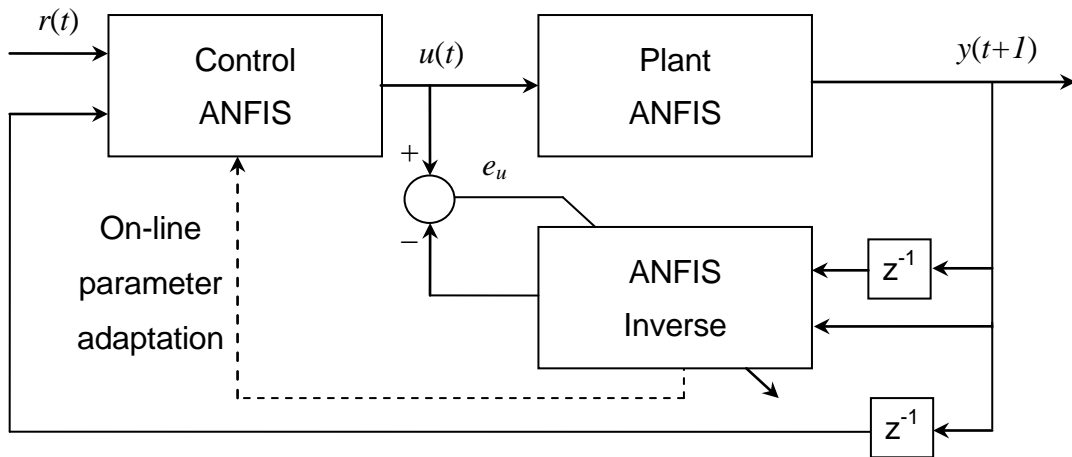 r(t)
Control
ANFIS
u(t)
Plant
ANFIS
y(t+1)
+
e_u
−
On-line
parameter
adaptation
ANFIS
Inverse
z⁻¹
z⁻¹